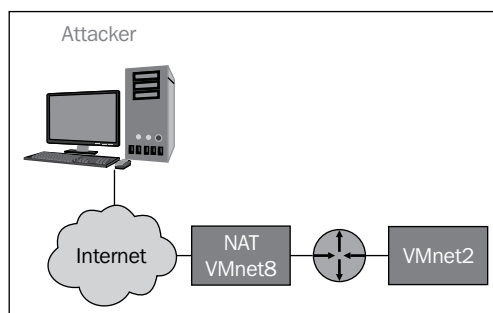 Attacker
Internet
NAT
VMnet8
VMnet2